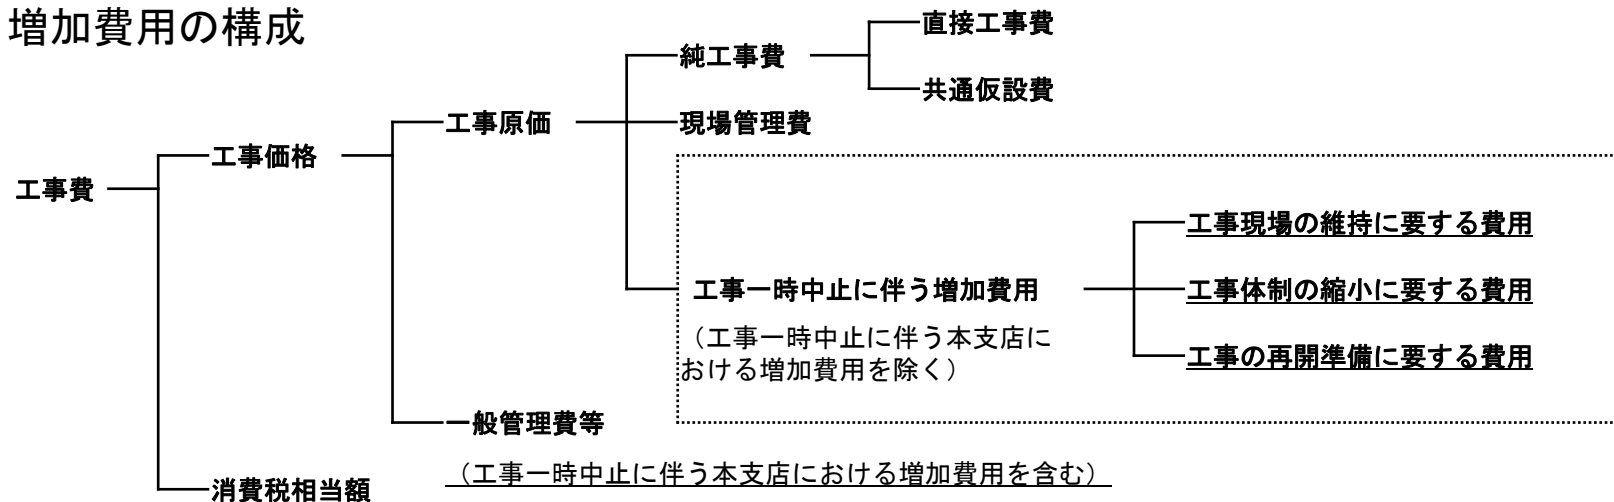 増加費用の構成
直接工事費
純工事費
共通仮設費
工事原価
現場管理費
工事価格
工事費
工事現場の維持に要する費用
工事一時中止に伴う増加費用
工事体制の縮小に要する費用
（工事一時中止に伴う本支店に
おける増加費用を除く）
工事の再開準備に要する費用
一般管理費等
（工事一時中止に伴う本支店における増加費用を含む）
消費税相当額